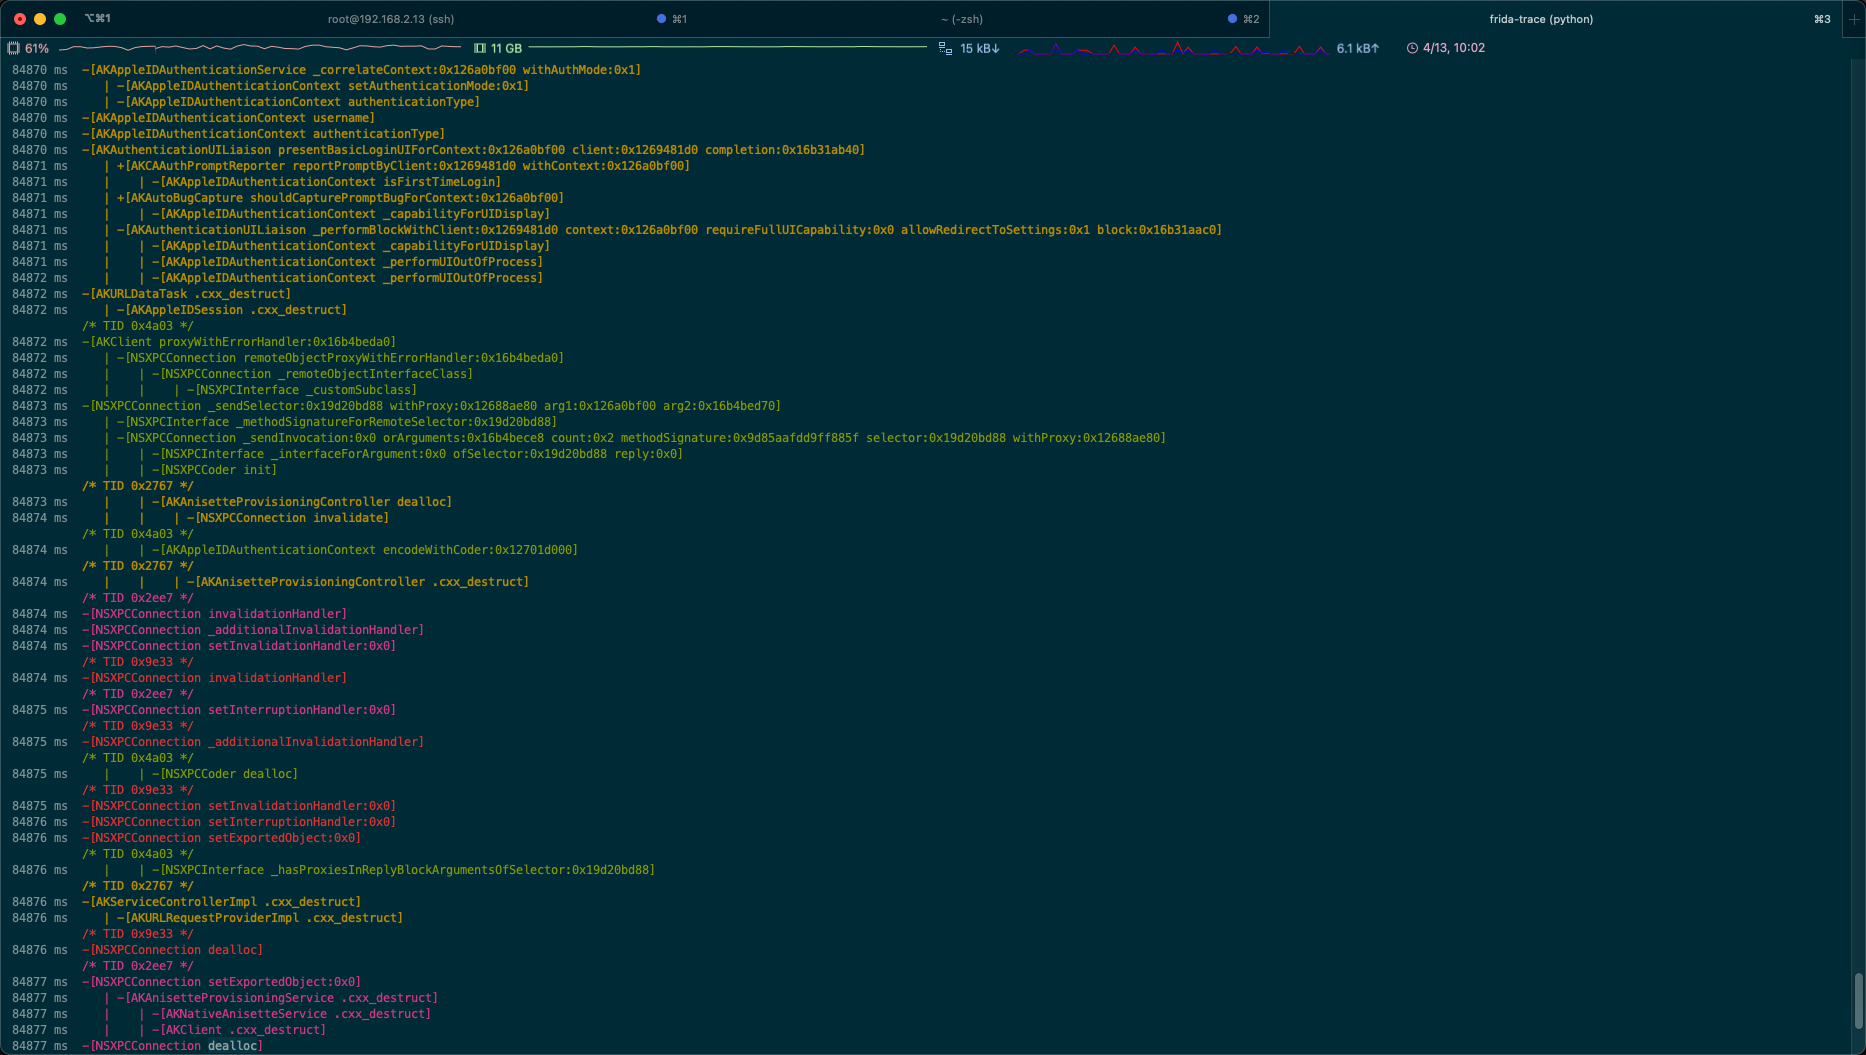 ⌥⌘1 root@192.168.2.13 (ssh) ⌘1 ~ (-zsh) ⌘2 frida-trace (python) ⌘3 +
61% 11 GB 15 kB↓ 6.1 kB↑ 4/13, 10:02
84870 ms -[AKAppleIDAuthenticationService _correlateContext:0x126a0bf00 withAuthMode:0x1]
84870 ms    | -[AKAppleIDAuthenticationContext setAuthenticationMode:0x1]
84870 ms    | -[AKAppleIDAuthenticationContext authenticationType]
84870 ms -[AKAppleIDAuthenticationContext username]
84870 ms -[AKAppleIDAuthenticationContext authenticationType]
84870 ms -[AKAuthenticationUILiaison presentBasicLoginUIForContext:0x126a0bf00 client:0x1269481d0 completion:0x16b31ab40]
84871 ms    | +[AKCAAuthPromptReporter reportPromptByClient:0x1269481d0 withContext:0x126a0bf00]
84871 ms    |    | -[AKAppleIDAuthenticationContext isFirstTimeLogin]
84871 ms    | +[AKAutoBugCapture shouldCapturePromptBugForContext:0x126a0bf00]
84871 ms    |    | -[AKAppleIDAuthenticationContext _capabilityForUIDisplay]
84871 ms    | -[AKAuthenticationUILiaison _performBlockWithClient:0x1269481d0 context:0x126a0bf00 requireFullUICapability:0x0 allowRedirectToSettings:0x1 block:0x16b31aac0]
84871 ms    |    | -[AKAppleIDAuthenticationContext _capabilityForUIDisplay]
84871 ms    |    | -[AKAppleIDAuthenticationContext _performUIOutOfProcess]
84872 ms    |    | -[AKAppleIDAuthenticationContext _performUIOutOfProcess]
84872 ms -[AKURLDataTask .cxx_destruct]
84872 ms    | -[AKAppleIDSession .cxx_destruct]
/* TID 0x4a03 */
84872 ms -[AKClient proxyWithErrorHandler:0x16b4beda0]
84872 ms    | -[NSXPCConnection remoteObjectProxyWithErrorHandler:0x16b4beda0]
84872 ms    |    | -[NSXPCConnection _remoteObjectInterfaceClass]
84872 ms    |    |    | -[NSXPCInterface _customSubclass]
84873 ms -[NSXPCConnection _sendSelector:0x19d20bd88 withProxy:0x12688ae80 arg1:0x126a0bf00 arg2:0x16b4bed70]
84873 ms    | -[NSXPCInterface _methodSignatureForRemoteSelector:0x19d20bd88]
84873 ms    | -[NSXPCConnection _sendInvocation:0x0 orArguments:0x16b4bece8 count:0x2 methodSignature:0x9d85aafdd9ff885f selector:0x19d20bd88 withProxy:0x12688ae80]
84873 ms    |    | -[NSXPCInterface _interfaceForArgument:0x0 ofSelector:0x19d20bd88 reply:0x0]
84873 ms    |    | -[NSXPCCoder init]
/* TID 0x2767 */
84873 ms    |    | -[AKAnisetteProvisioningController dealloc]
84874 ms    |    |    | -[NSXPCConnection invalidate]
/* TID 0x4a03 */
84874 ms    |    | -[AKAppleIDAuthenticationContext encodeWithCoder:0x12701d000]
/* TID 0x2767 */
84874 ms    |    |    | -[AKAnisetteProvisioningController .cxx_destruct]
/* TID 0x2ee7 */
84874 ms -[NSXPCConnection invalidationHandler]
84874 ms -[NSXPCConnection _additionalInvalidationHandler]
84874 ms -[NSXPCConnection setInvalidationHandler:0x0]
/* TID 0x9e33 */
84874 ms -[NSXPCConnection invalidationHandler]
/* TID 0x2ee7 */
84875 ms -[NSXPCConnection setInterruptionHandler:0x0]
/* TID 0x9e33 */
84875 ms -[NSXPCConnection _additionalInvalidationHandler]
/* TID 0x4a03 */
84875 ms    |    | -[NSXPCCoder dealloc]
/* TID 0x9e33 */
84875 ms -[NSXPCConnection setInvalidationHandler:0x0]
84876 ms -[NSXPCConnection setInterruptionHandler:0x0]
84876 ms -[NSXPCConnection setExportedObject:0x0]
/* TID 0x4a03 */
84876 ms    |    | -[NSXPCInterface _hasProxiesInReplyBlockArgumentsOfSelector:0x19d20bd88]
/* TID 0x2767 */
84876 ms -[AKServiceControllerImpl .cxx_destruct]
84876 ms    | -[AKURLRequestProviderImpl .cxx_destruct]
/* TID 0x9e33 */
84876 ms -[NSXPCConnection dealloc]
/* TID 0x2ee7 */
84877 ms -[NSXPCConnection setExportedObject:0x0]
84877 ms    | -[AKAnisetteProvisioningService .cxx_destruct]
84877 ms    |    | -[AKNativeAnisetteService .cxx_destruct]
84877 ms    |    | -[AKClient .cxx_destruct]
84877 ms -[NSXPCConnection dealloc]